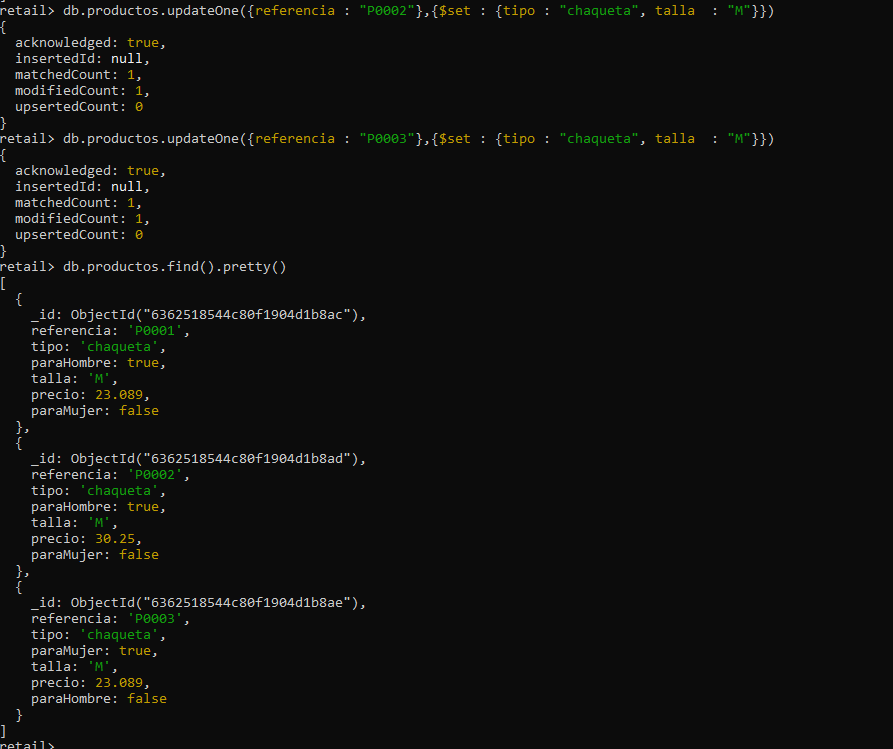 retail> db.productos.updateOne({referencia : "P0002"},{$set : {tipo : "chaqueta", talla  : "M"}})
{
  acknowledged: true,
  insertedId: null,
  matchedCount: 1,
  modifiedCount: 1,
  upsertedCount: 0
}
retail> db.productos.updateOne({referencia : "P0003"},{$set : {tipo : "chaqueta", talla  : "M"}})
{
  acknowledged: true,
  insertedId: null,
  matchedCount: 1,
  modifiedCount: 1,
  upsertedCount: 0
}
retail> db.productos.find().pretty()
[
  {
    _id: ObjectId("6362518544c80f1904d1b8ac"),
    referencia: 'P0001',
    tipo: 'chaqueta',
    paraHombre: true,
    talla: 'M',
    precio: 23.089,
    paraMujer: false
  },
  {
    _id: ObjectId("6362518544c80f1904d1b8ad"),
    referencia: 'P0002',
    tipo: 'chaqueta',
    paraHombre: true,
    talla: 'M',
    precio: 30.25,
    paraMujer: false
  },
  {
    _id: ObjectId("6362518544c80f1904d1b8ae"),
    referencia: 'P0003',
    tipo: 'chaqueta',
    paraMujer: true,
    talla: 'M',
    precio: 23.089,
    paraHombre: false
  }
]
retail>